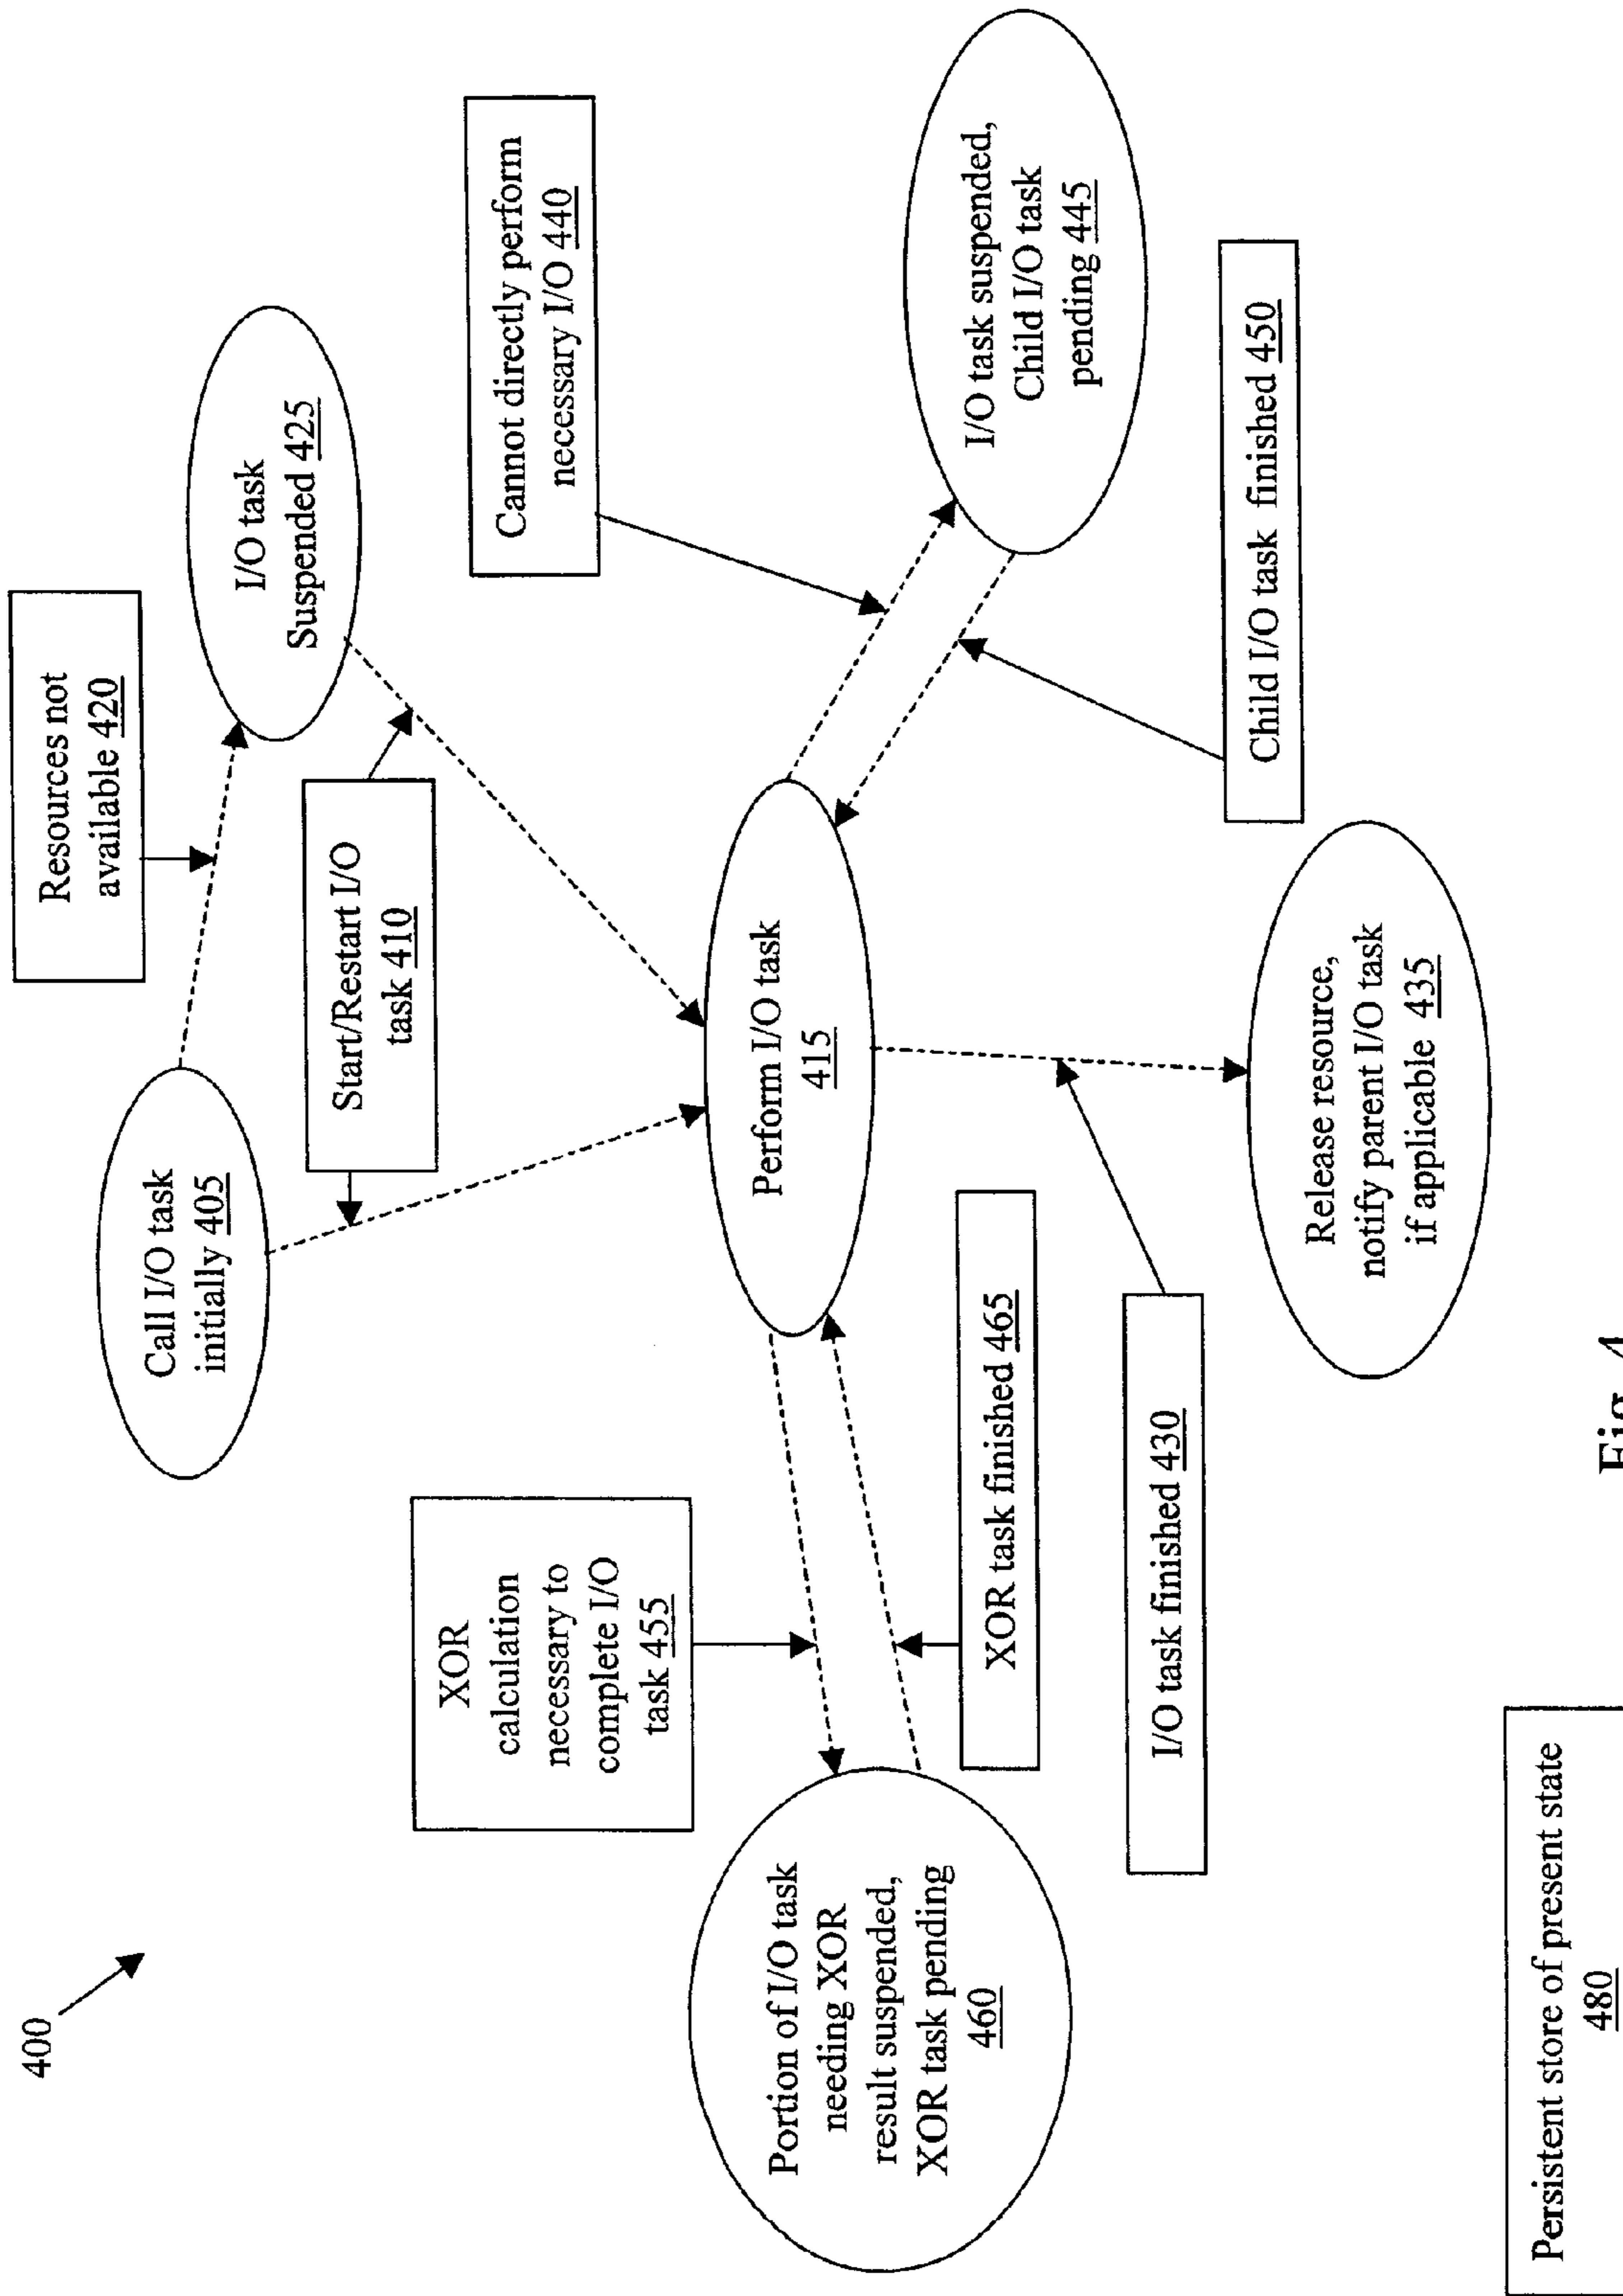 400
Call I/O task
initially 405
Resources not
available 420
I/O task
Suspended 425
Start/Restart I/O
task 410
XOR
calculation
necessary to
complete I/O
task 455
Cannot directly perform
necessary I/O 440
Portion of I/O task
needing XOR
result suspended,
XOR task pending
460
Perform I/O task
415
I/O task suspended,
Child I/O task
pending 445
XOR task finished 465
I/O task finished 430
Child I/O task finished 450
Release resource,
notify parent I/O task
if applicable 435
Persistent store of present state
480
Fig. 4